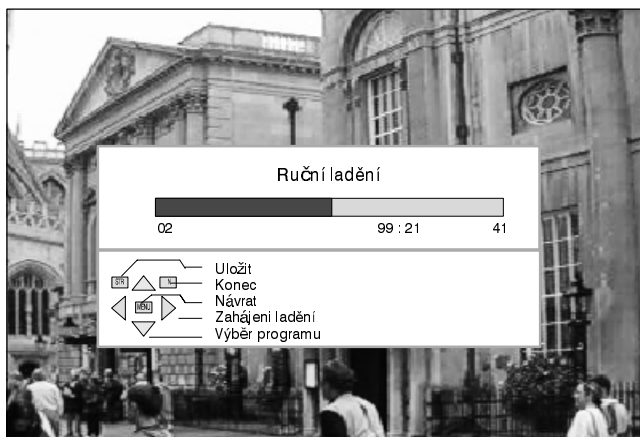 Ruční ladění
02 99 : 21 41
STR N Uložit
Konec
MENU Návrat
Zahájeni ladění
Výběr programu